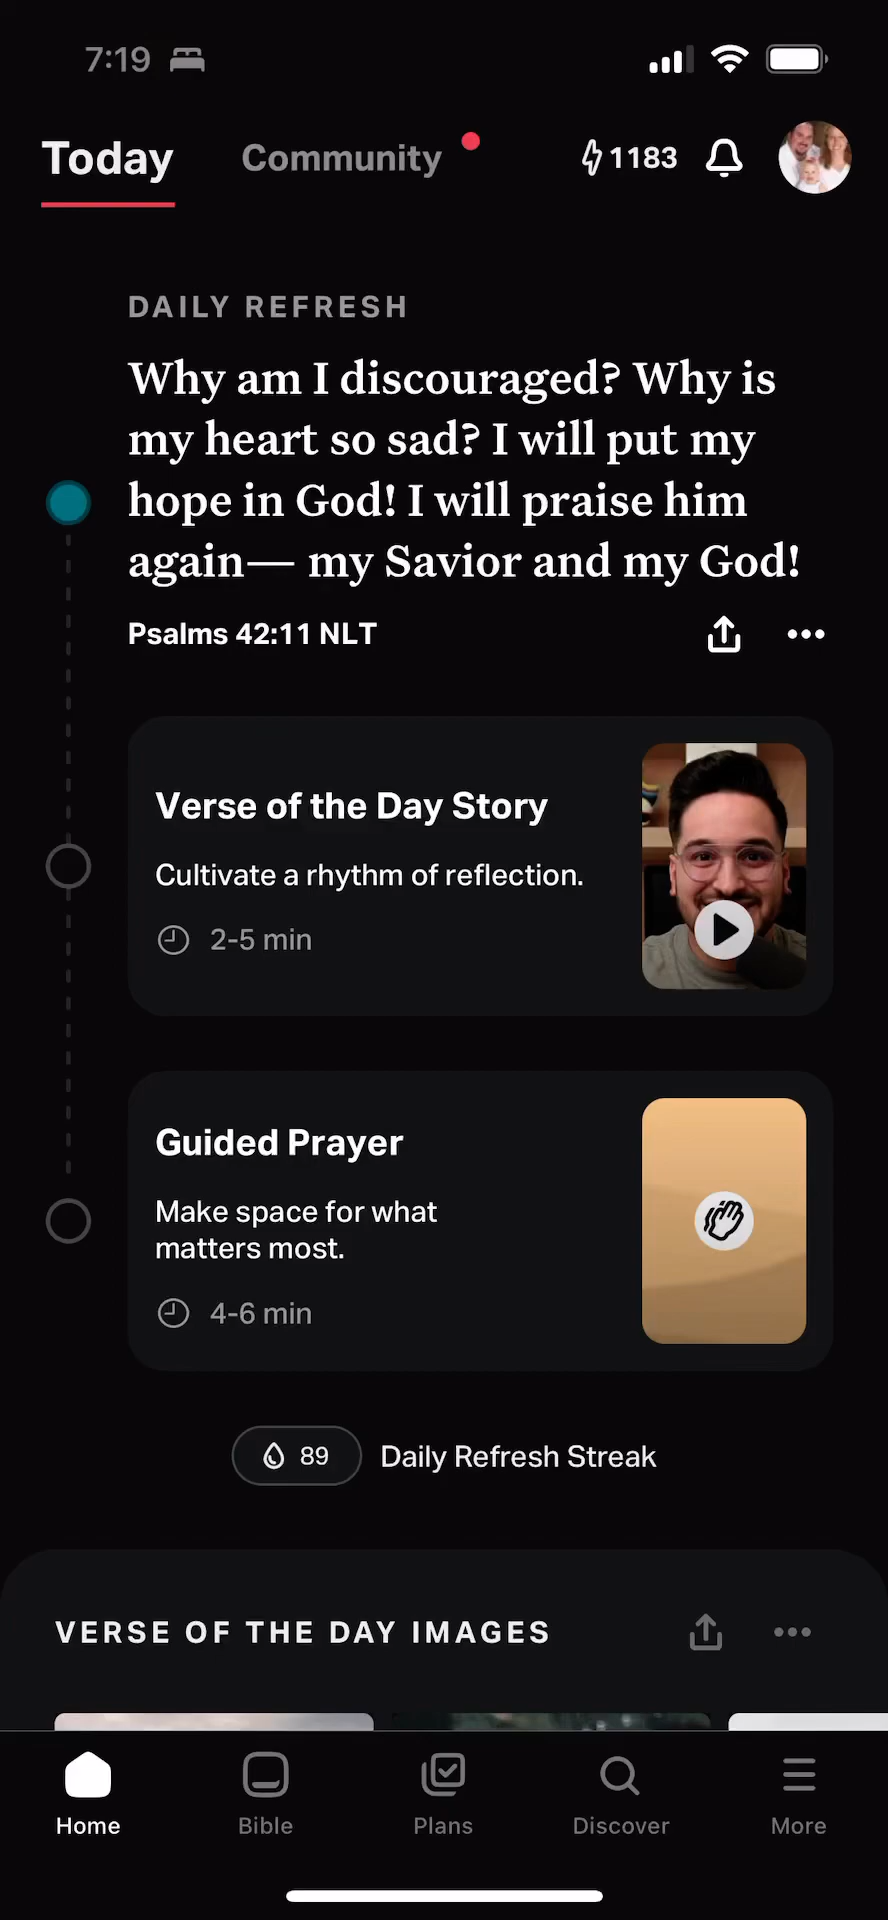 7:19
Today
Community
1183
DAILY REFRESH
Why am I discouraged? Why is
my heart so sad? I will put my
hope in God! I will praise him
again— my Savior and my God!
Psalms 42:11 NLT
Verse of the Day Story
Cultivate a rhythm of reflection.
2-5 min
Guided Prayer
Make space for what
matters most.
4-6 min
89
Daily Refresh Streak
VERSE OF THE DAY IMAGES
Home
Bible
Plans
Discover
More